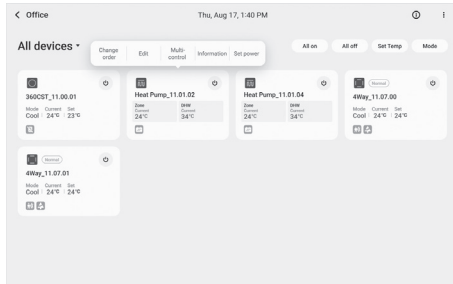 Office
Thu, Aug 17, 1:40 PM
All devices
Change order
Edit
Multi-control
Information
Set power
All on
All off
Set Temp
Mode
360CST_11.00.01
Mode Current Set
Cool 24°C 23°C
Heat Pump_11.01.02
Zone DHW
Current Current
24°C 34°C
Heat Pump_11.01.04
Zone DHW
Current Current
24°C 34°C
Normal
4Way_11.07.00
Mode Current Set
Cool 24°C 24°C
Normal
4Way_11.07.01
Mode Current Set
Cool 24°C 24°C